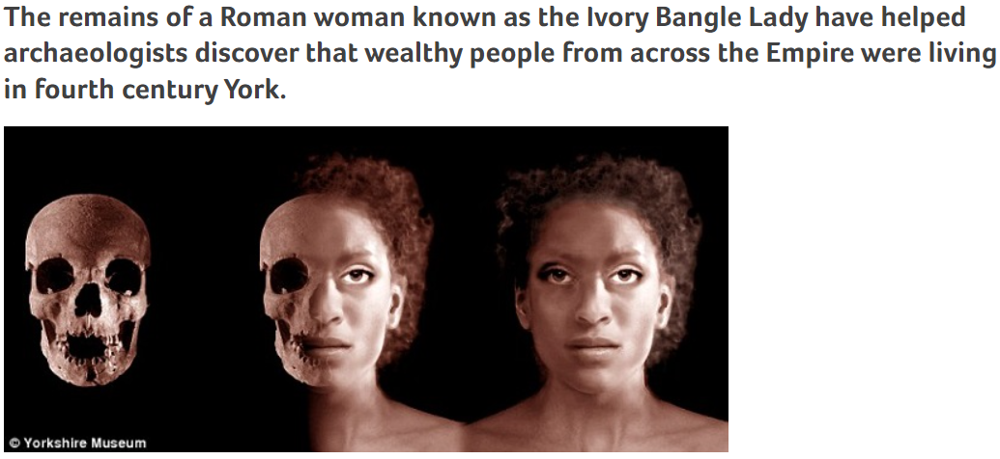 The remains of a Roman woman known as the Ivory Bangle Lady have helped
archaeologists discover that wealthy people from across the Empire were living
in fourth century York.
© Yorkshire Museum